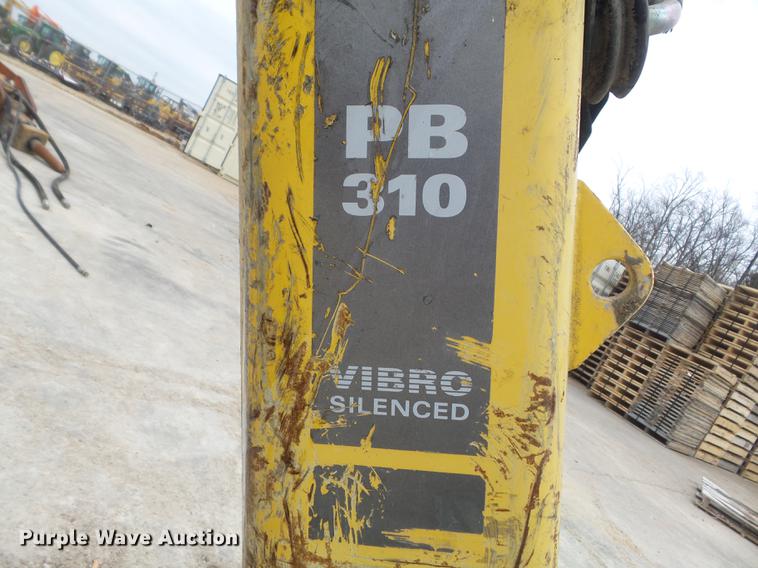 PB
310
VIBRO
SILENCED
Purple Wave Auction